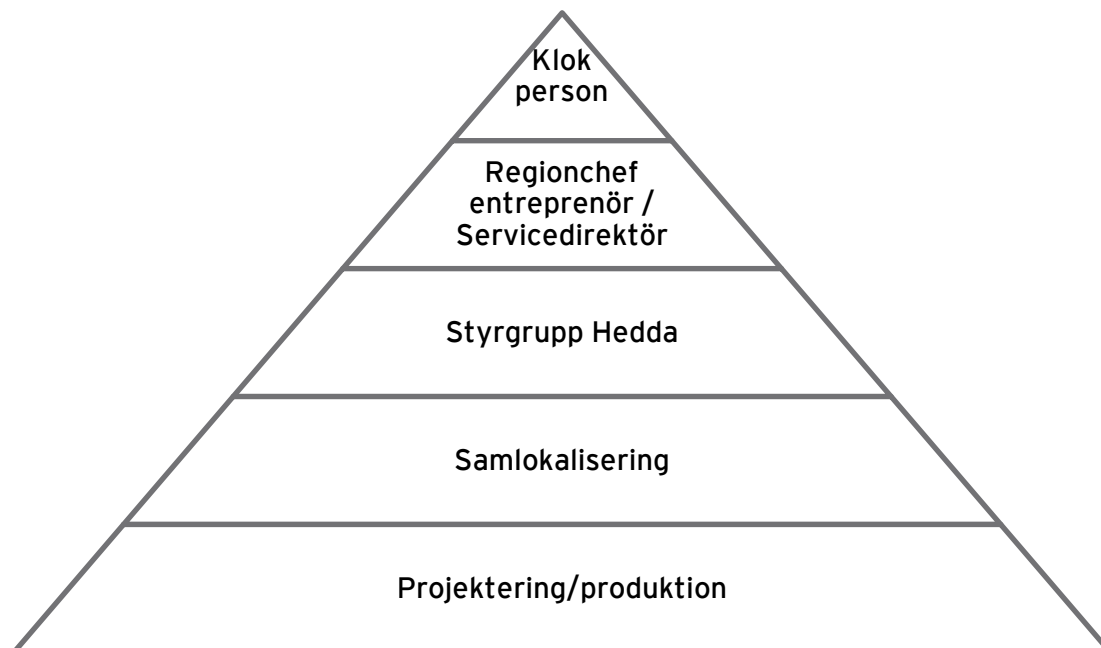 Klok
person
Regionchef
entreprenör /
Servicedirektör
Styrgrupp Hedda
Samlokalisering
Projektering/produktion